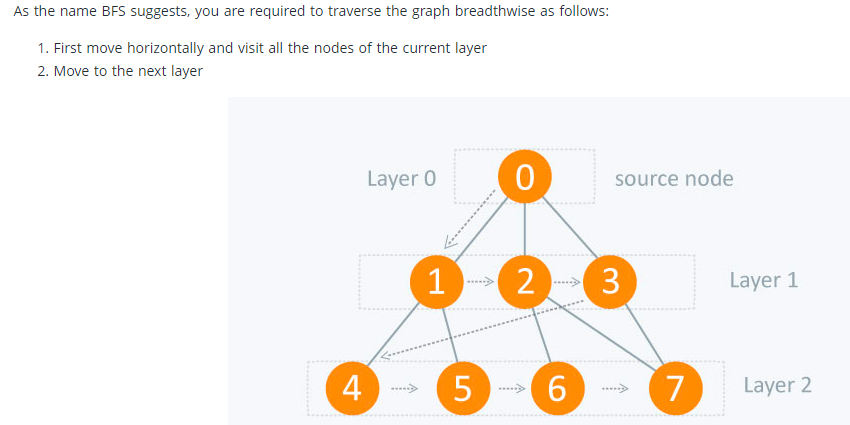 As the name BFS suggests, you are required to traverse the graph breadthwise as follows:
1. First move horizontally and visit all the nodes of the current layer
2. Move to the next layer
Layer 0 0 source node
1 2 3 Layer 1
4 5 6 7 Layer 2